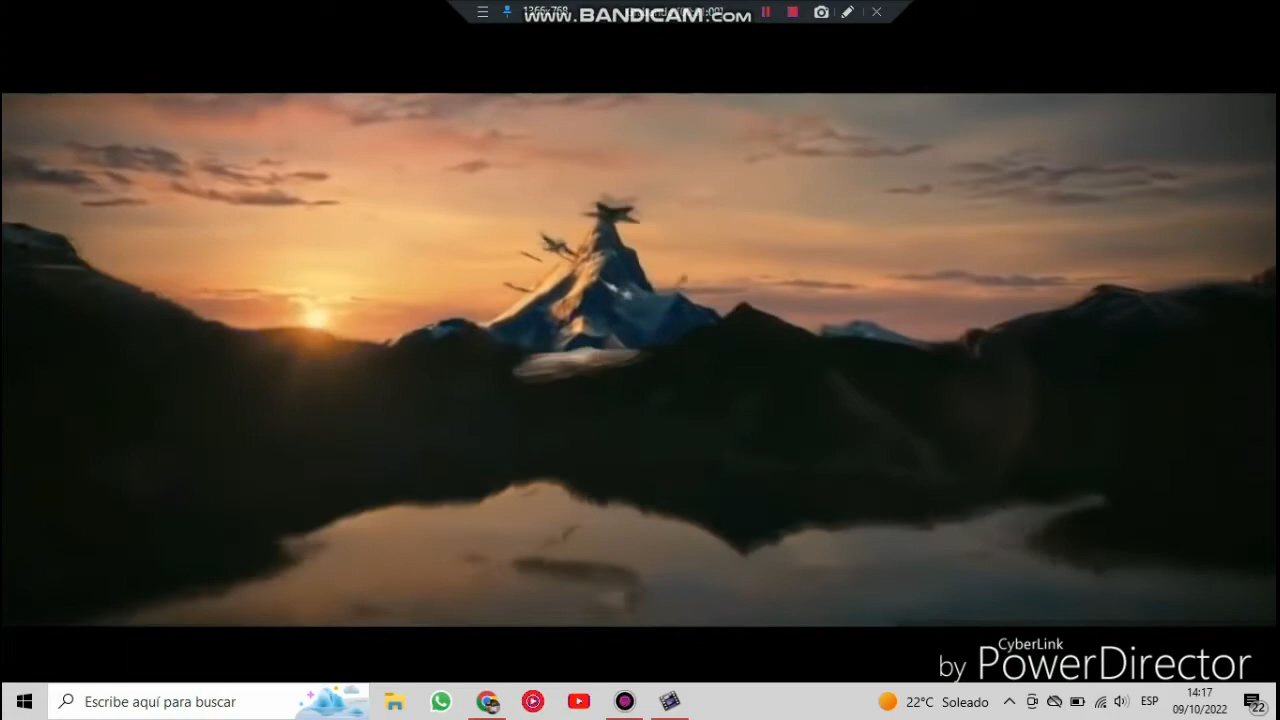 www.BANDICAM.com
CyberLink
by PowerDirector
Escribe aquí para buscar
22°C Soleado
ESP
14:17
09/10/2022
22